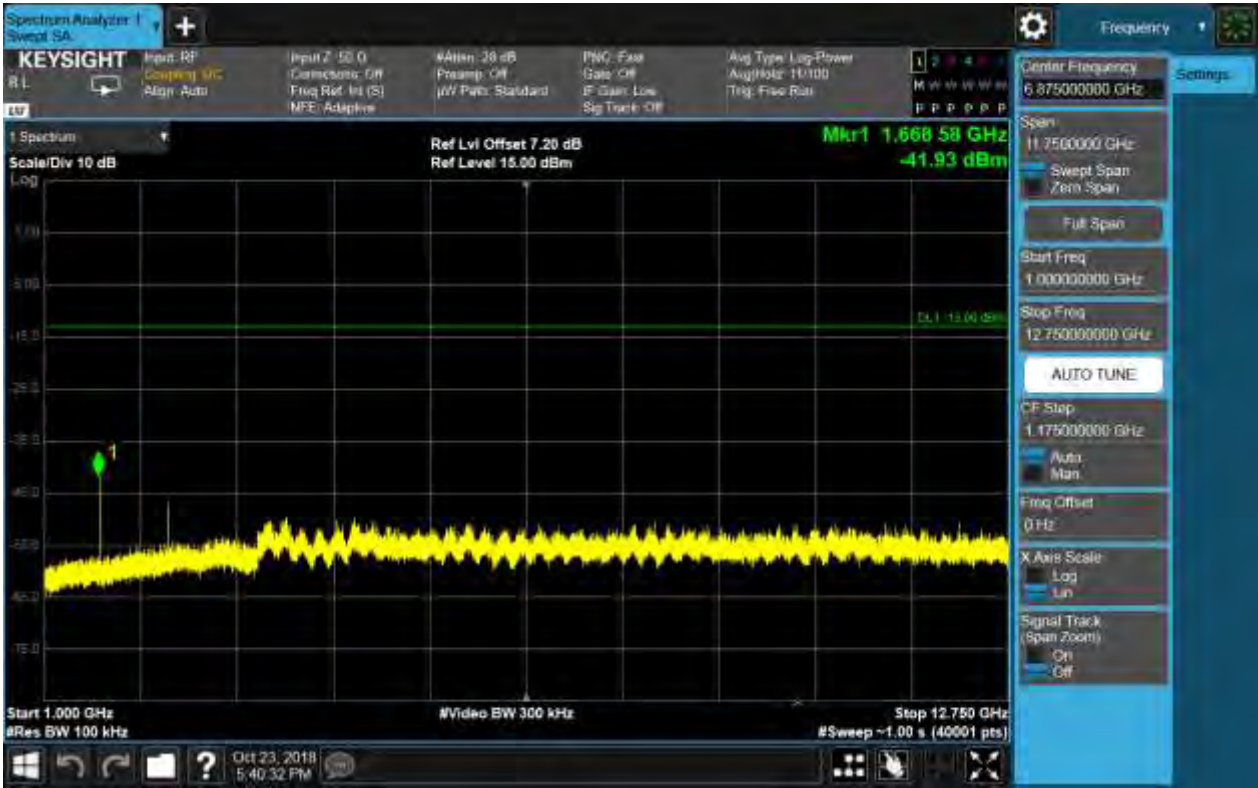 Spectrum Analyzer 1
Swept SA
+
Frequency
KEYSIGHT
Input: RF
Coupling: DC
Align: Auto
Input Z: 50 Ω
Corrections: Off
Freq Ref: Int (S)
NFE: Adaptive
#Atten: 28 dB
Preamp: Off
µW Path: Standard
PNO: Fast
Gate: Off
IF Gain: Low
Sig Track: Off
Avg Type: Log-Power
Avg|Hold: 11/100
Trig: Free Run
M W W W W W
P P P P P P
Center Frequency
6.875000000 GHz
Settings
Span
11.7500000 GHz
Swept Span
Zero Span
Full Span
Start Freq
1.000000000 GHz
Stop Freq
12.750000000 GHz
AUTO TUNE
CF Step
1.175000000 GHz
Auto
Man
Freq Offset
0 Hz
X Axis Scale
Log
Lin
Signal Track
(Span Zoom)
On
Off
1 Spectrum
Scale/Div 10 dB
Log
Ref Lvl Offset 7.20 dB
Ref Level 15.00 dBm
Mkr1 1.668 58 GHz
-41.93 dBm
1
Start 1.000 GHz
#Res BW 100 kHz
#Video BW 300 kHz
Stop 12.750 GHz
#Sweep ~1.00 s (40001 pts)
?
Oct 23, 2018
5:40:32 PM